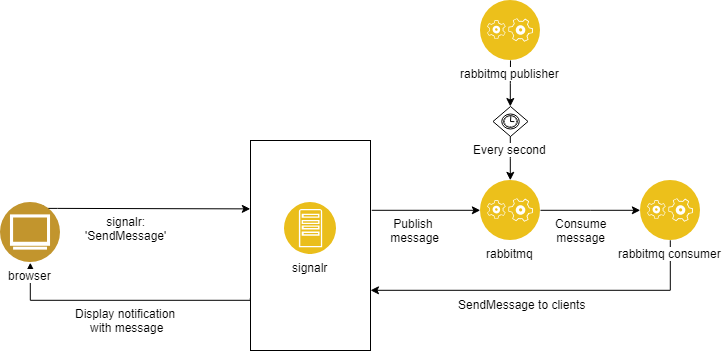 rabbitmq publisher
Every second
signalr:
'SendMessage'
Publish
message
Consume
message
browser
signalr
rabbitmq
rabbitmq consumer
Display notification
with message
SendMessage to clients